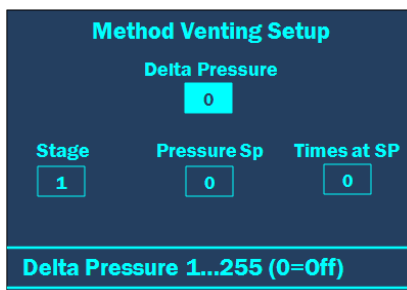 Method Venting Setup
Delta Pressure
0
Stage Pressure Sp Times at SP
1 0 0
Delta Pressure 1...255 (0=Off)